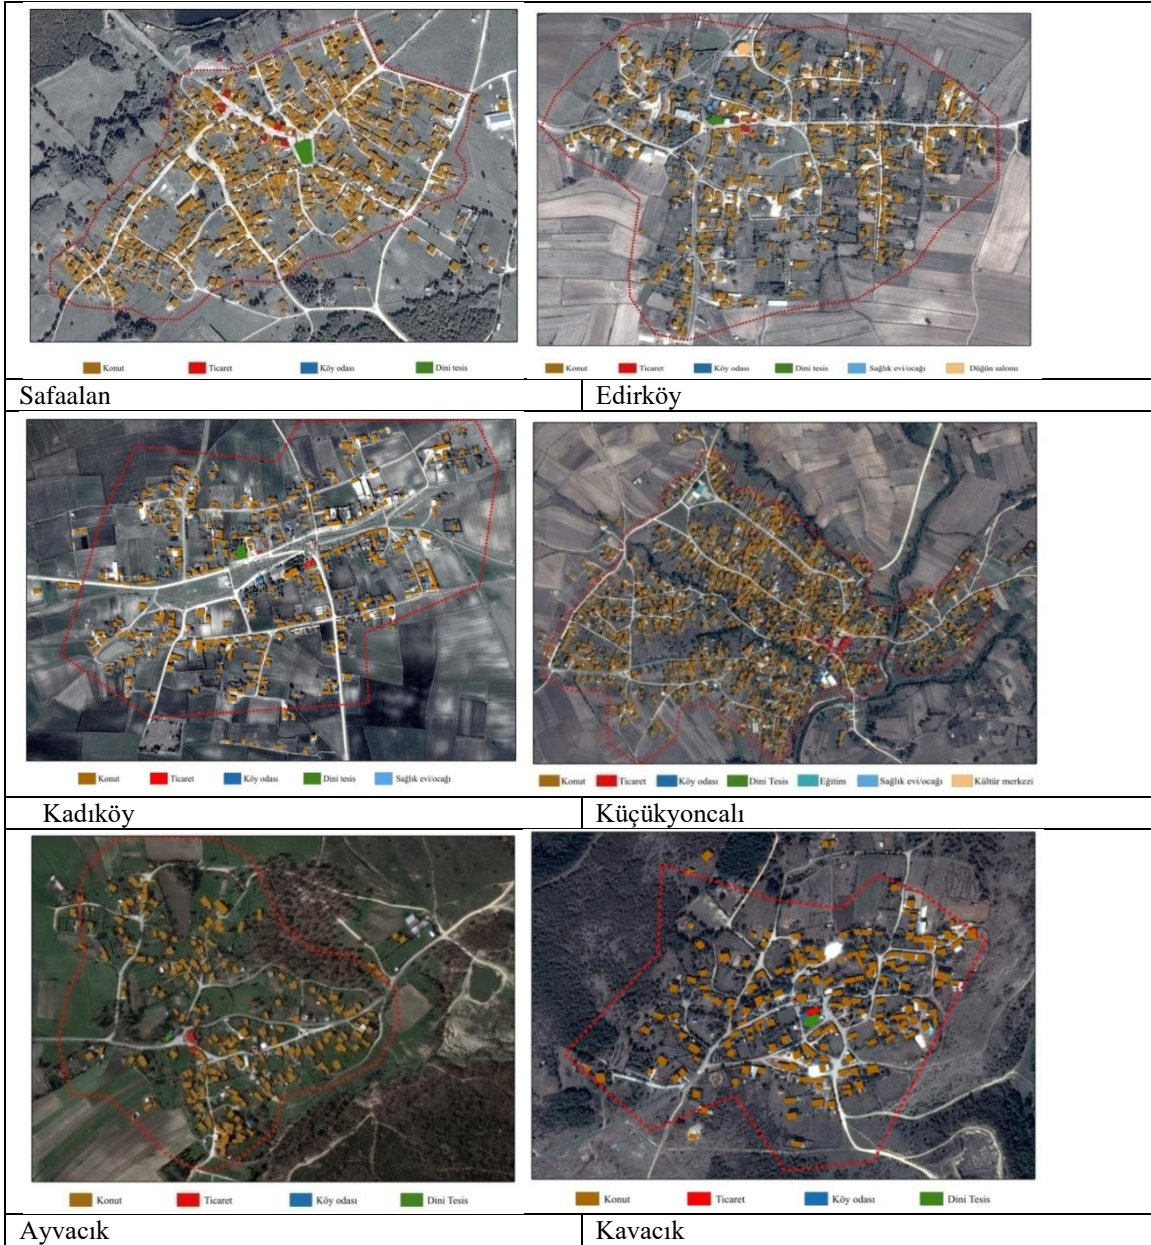 Konut Ticaret Köy odası Dini tesis
Konut Ticaret Köy odası Dini tesis Sağlık evi/ocağı Düğün salonu
Safaalan Edirköy
Konut Ticaret Köy odası Dini tesis Sağlık evi/ocağı
Konut Ticaret Köy odası Dini Tesis Eğitim Sağlık evi/ocağı Kültür merkezi
Kadıköy Küçükyoncalı
Konut Ticaret Köy odası Dini Tesis
Konut Ticaret Köy odası Dini Tesis
Ayvacık Kavacık